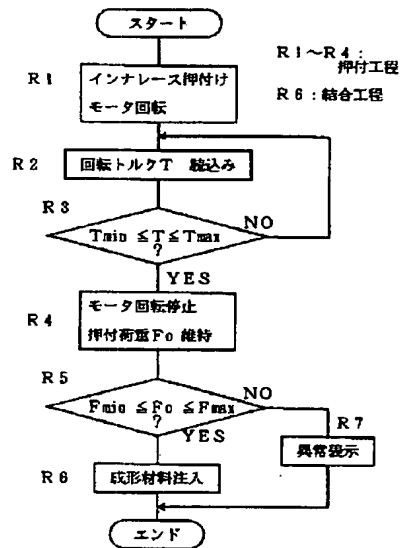 スタート
R1～R4：
押付工程
R6：結合工程
R1
インナレース押付け
モータ回転
R2
回転トルクT 読込み
R3
Tmin ≦T≦Tmax
?
NO
YES
R4
モータ回転停止
押付荷重Fo 維持
R5
Fmin ≦Fo ≦Fmax
?
NO
YES
R7
異常表示
R6
成形材料注入
エンド